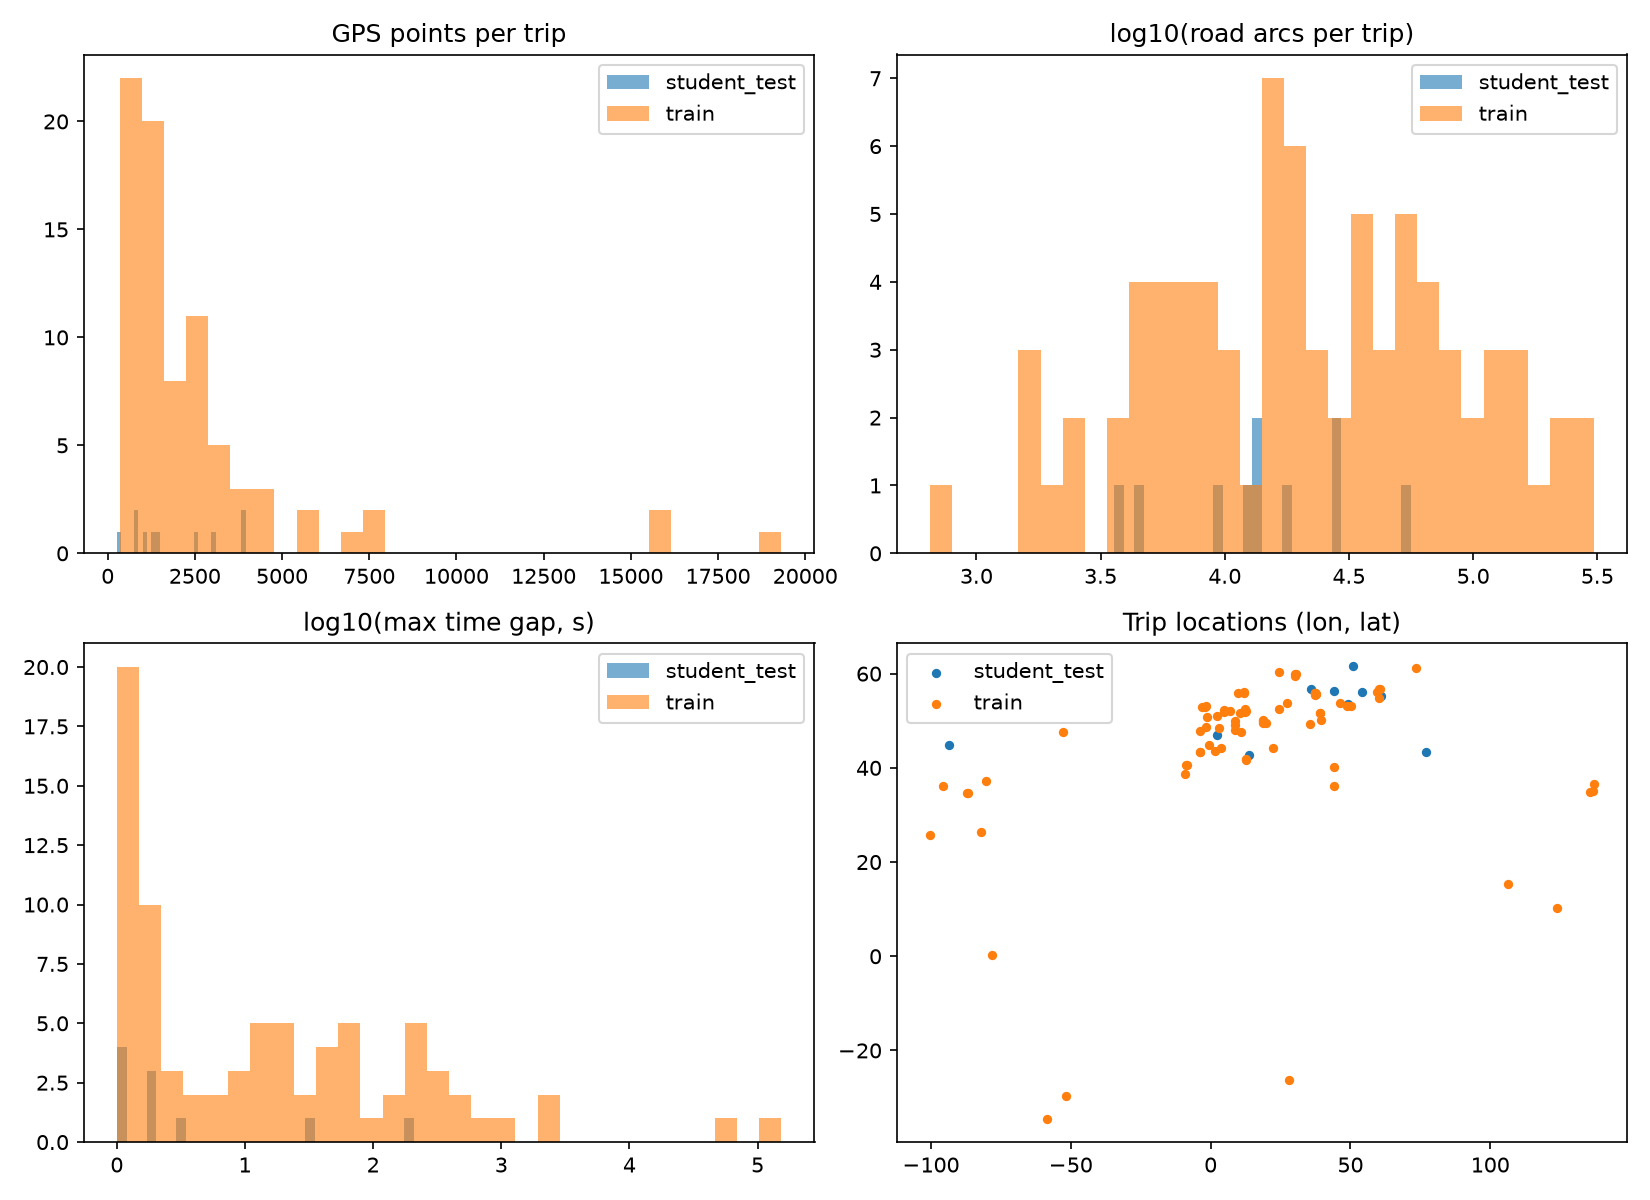 GPS points per trip
student_test
train
20
15
10
5
0
0 2500 5000 7500 10000 12500 15000 17500 20000
log10(road arcs per trip)
student_test
train
7
6
5
4
3
2
1
0
3.0 3.5 4.0 4.5 5.0 5.5
log10(max time gap, s)
student_test
train
20.0
17.5
15.0
12.5
10.0
7.5
5.0
2.5
0.0
0 1 2 3 4 5
Trip locations (lon, lat)
student_test
train
60
40
20
0
−20
−100 −50 0 50 100